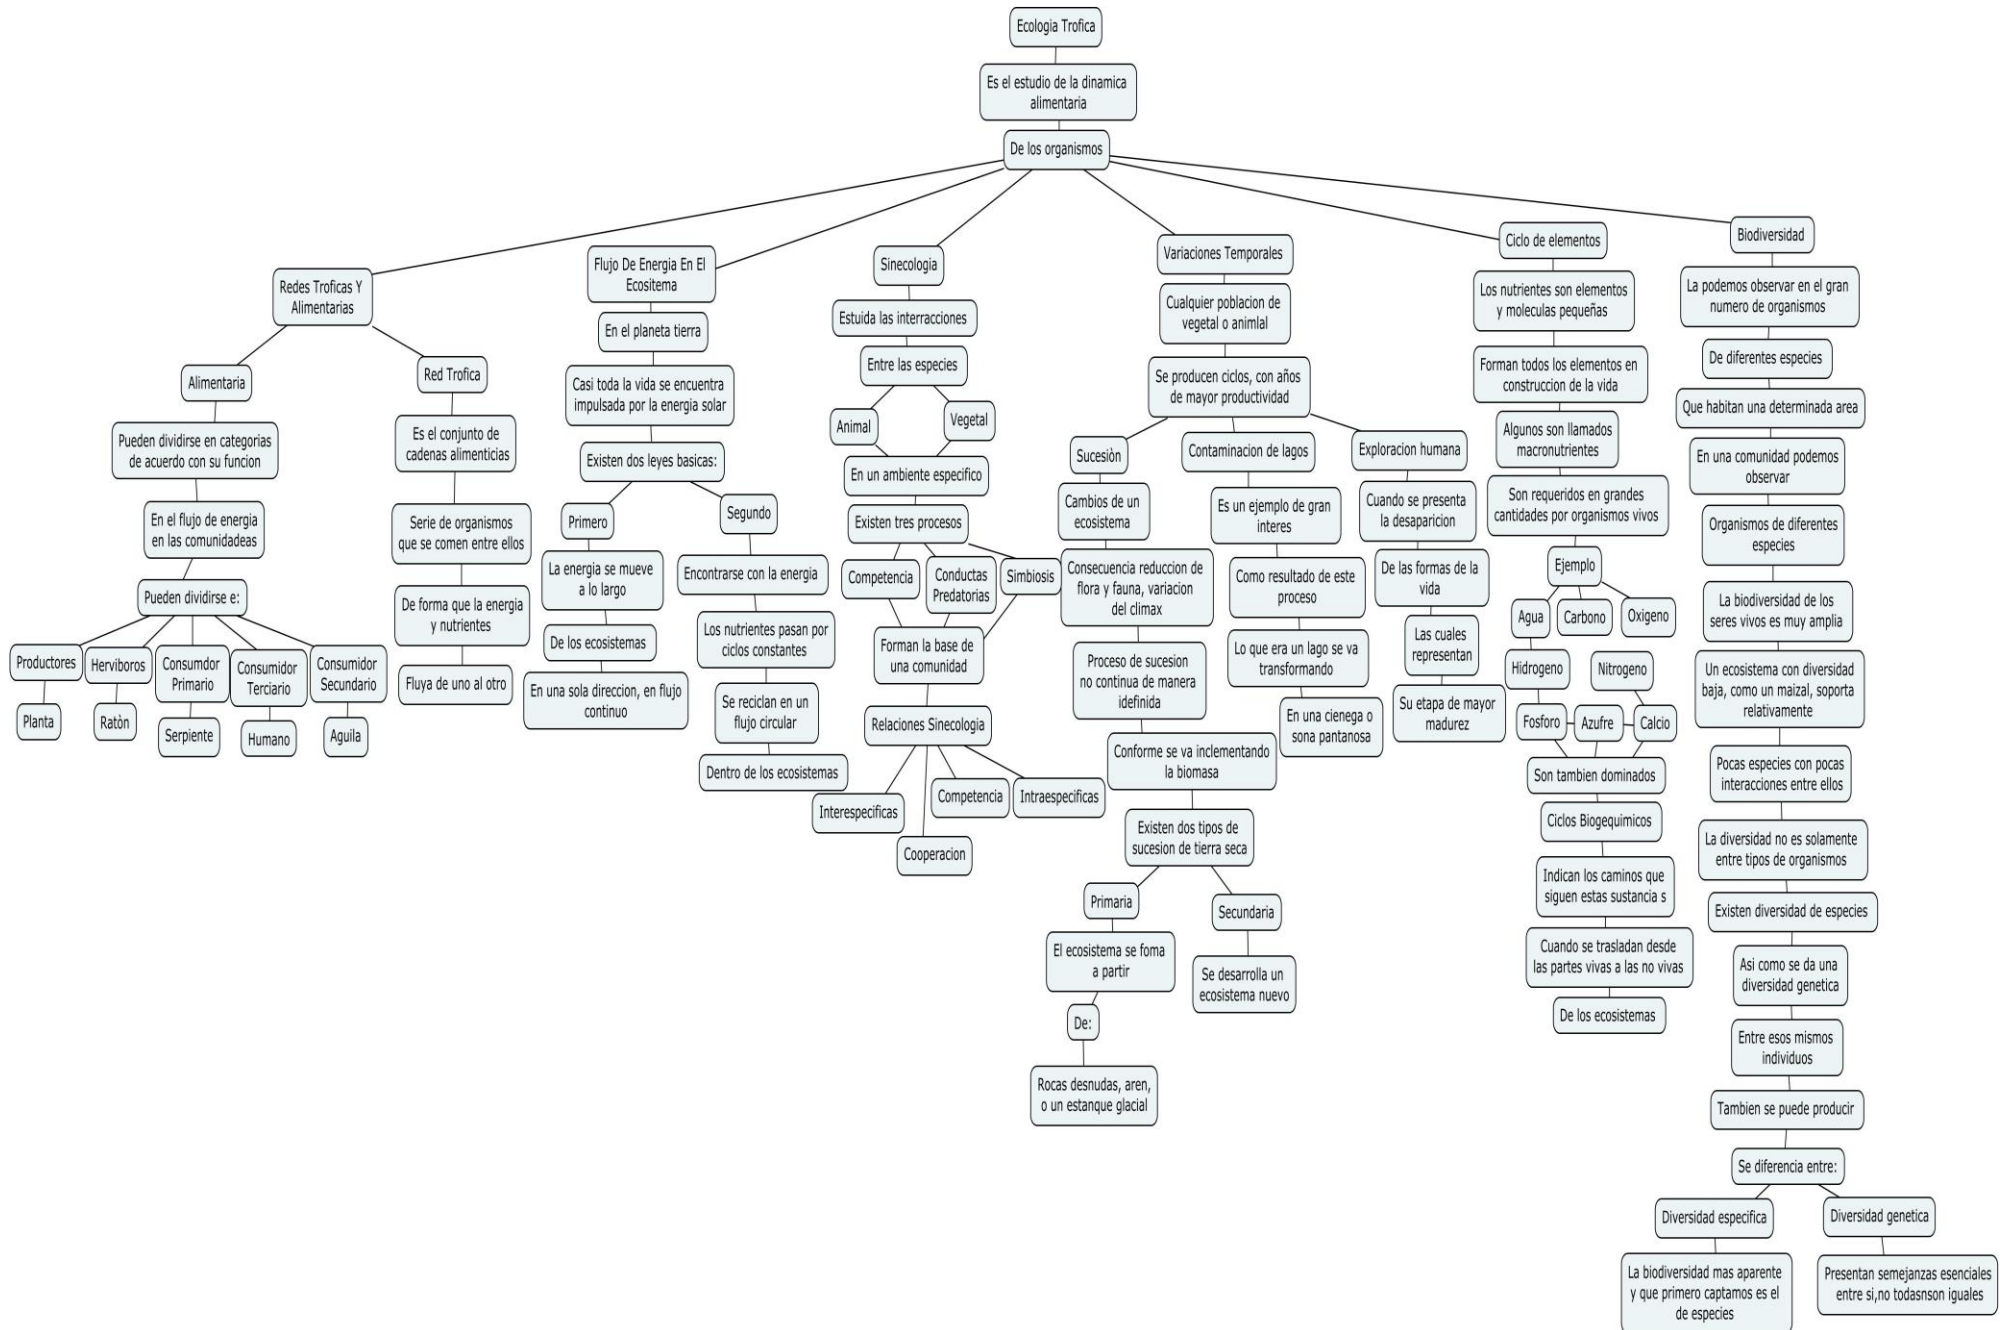 Ecologia Trofica
Es el estudio de la dinamica
alimentaria
De los organismos
Redes Troficas Y
Alimentarias
Alimentaria
Pueden dividirse en categorias
de acuerdo con su funcion
En el flujo de energia
en las comunidadeas
Pueden dividirse e:
Productores
Planta
Herviboros
Ratòn
Consumdor
Primario
Serpiente
Consumidor
Terciario
Humano
Consumidor
Secundario
Aguila
Red Trofica
Es el conjunto de
cadenas alimenticias
Serie de organismos
que se comen entre ellos
De forma que la energia
y nutrientes
Fluya de uno al otro
Flujo De Energia En El
Ecositema
En el planeta tierra
Casi toda la vida se encuentra
impulsada por la energia solar
Existen dos leyes basicas:
Primero
La energia se mueve
a lo largo
De los ecosistemas
En una sola direccion, en flujo
continuo
Segundo
Encontrarse con la energia
Los nutrientes pasan por
ciclos constantes
Se reciclan en un
flujo circular
Dentro de los ecosistemas
Sinecologia
Estuida las interracciones
Entre las especies
Animal
Vegetal
En un ambiente especifico
Existen tres procesos
Competencia
Conductas
Predatorias
Simbiosis
Forman la base de
una comunidad
Relaciones Sinecologia
Interespecificas
Cooperacion
Competencia
Intraespecificas
Variaciones Temporales
Cualquier poblacion de
vegetal o animlal
Se producen ciclos, con años
de mayor productividad
Sucesiòn
Cambios de un
ecosistema
Consecuencia reduccion de
flora y fauna, variacion
del climax
Proceso de sucesion
no continua de manera
idefinida
Conforme se va inclementando
la biomasa
Existen dos tipos de
sucesion de tierra seca
Primaria
El ecosistema se foma
a partir
De:
Rocas desnudas, aren,
o un estanque glacial
Secundaria
Se desarrolla un
ecosistema nuevo
Contaminacion de lagos
Es un ejemplo de gran
interes
Como resultado de este
proceso
Lo que era un lago se va
transformando
En una cienega o
sona pantanosa
Exploracion humana
Cuando se presenta
la desaparicion
De las formas de la
vida
Las cuales
representan
Su etapa de mayor
madurez
Ciclo de elementos
Los nutrientes son elementos
y moleculas pequeñas
Forman todos los elementos en
construccion de la vida
Algunos son llamados
macronutrientes
Son requeridos en grandes
cantidades por organismos vivos
Ejemplo
Agua
Carbono
Oxigeno
Hidrogeno
Nitrogeno
Fosforo
Azufre
Calcio
Son tambien dominados
Ciclos Biogequimicos
Indican los caminos que
siguen estas sustancia s
Cuando se trasladan desde
las partes vivas a las no vivas
De los ecosistemas
Biodiversidad
La podemos observar en el gran
numero de organismos
De diferentes especies
Que habitan una determinada area
En una comunidad podemos
observar
Organismos de diferentes
especies
La biodiversidad de los
seres vivos es muy amplia
Un ecosistema con diversidad
baja, como un maizal, soporta
relativamente
Pocas especies con pocas
interacciones entre ellos
La diversidad no es solamente
entre tipos de organismos
Existen diversidad de especies
Asi como se da una
diversidad genetica
Entre esos mismos
individuos
Tambien se puede producir
Se diferencia entre:
Diversidad especifica
La biodiversidad mas aparente
y que primero captamos es el
de especies
Diversidad genetica
Presentan semejanzas esenciales
entre si,no todasnson iguales